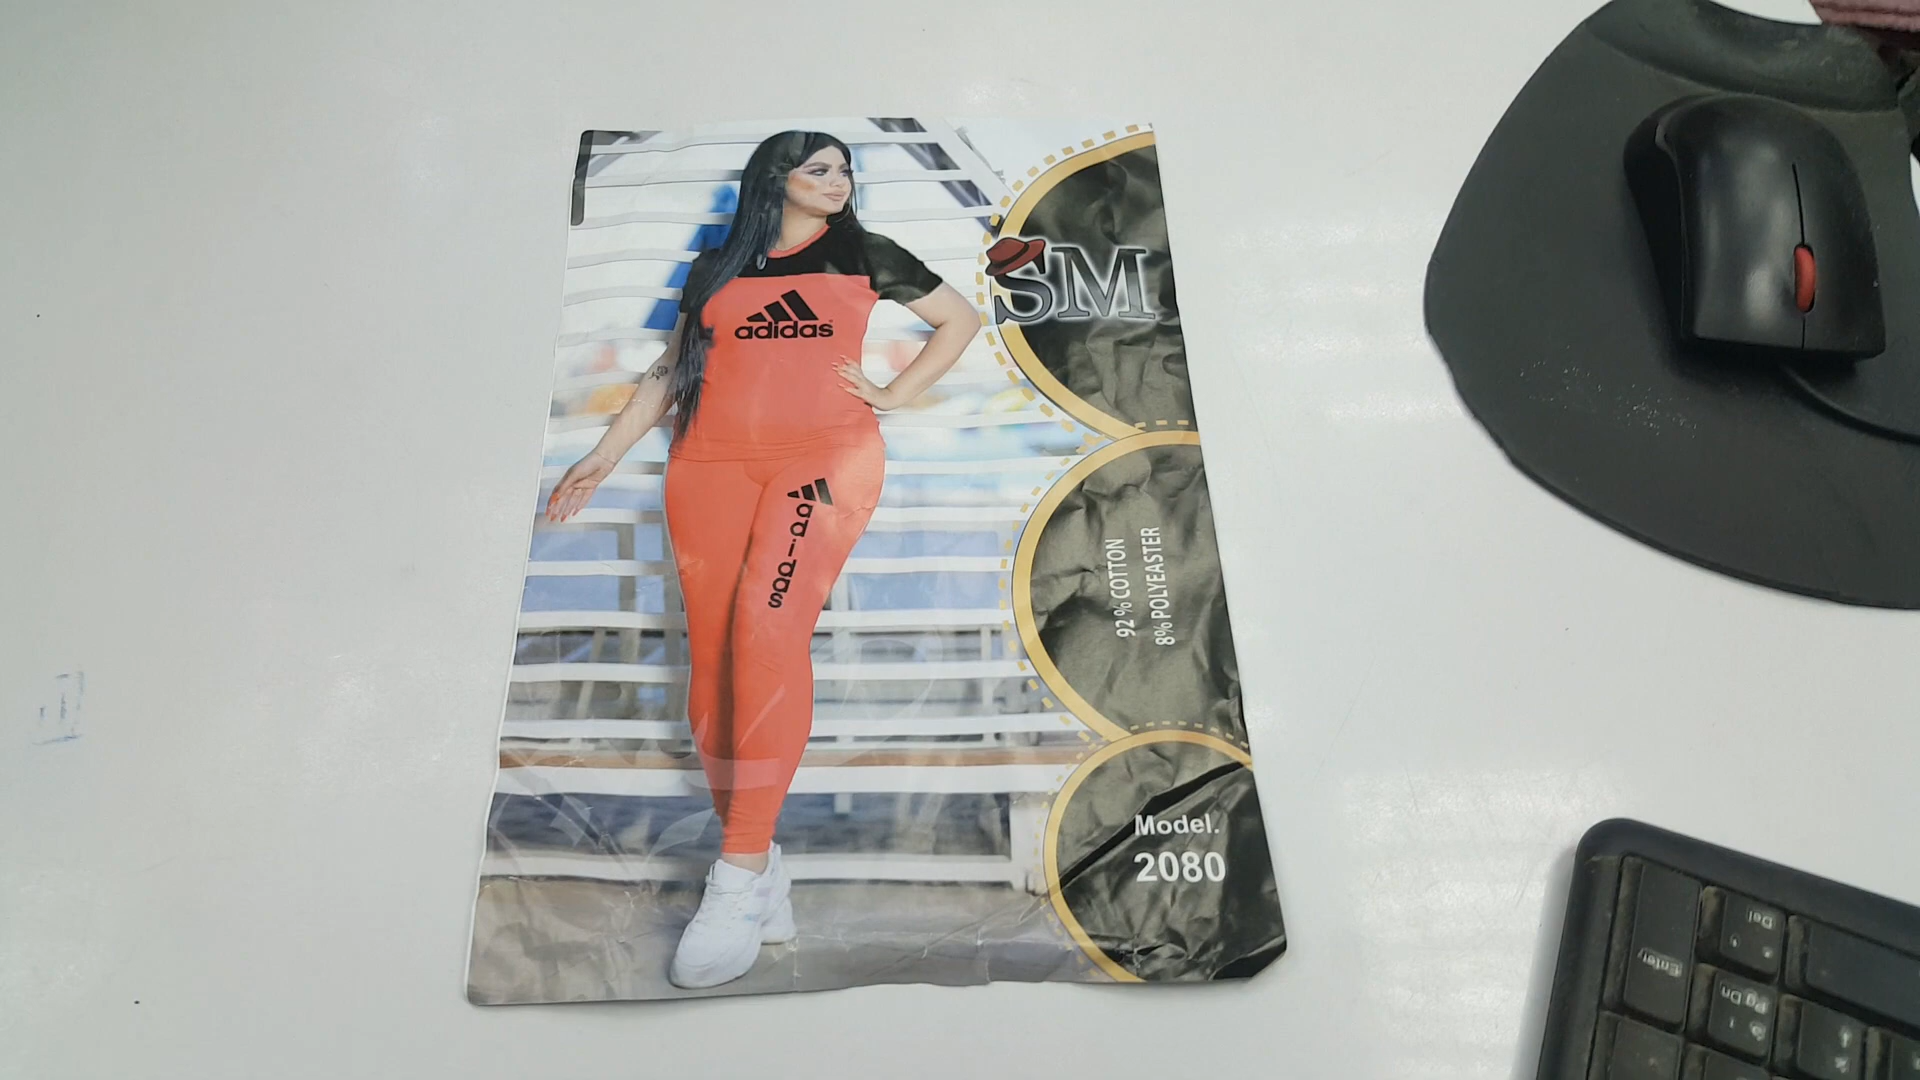 SM
adidas
adidas
92 % COTTON
8% POLYEASTER
Model.
2080
Del
Enter
Pg Dn